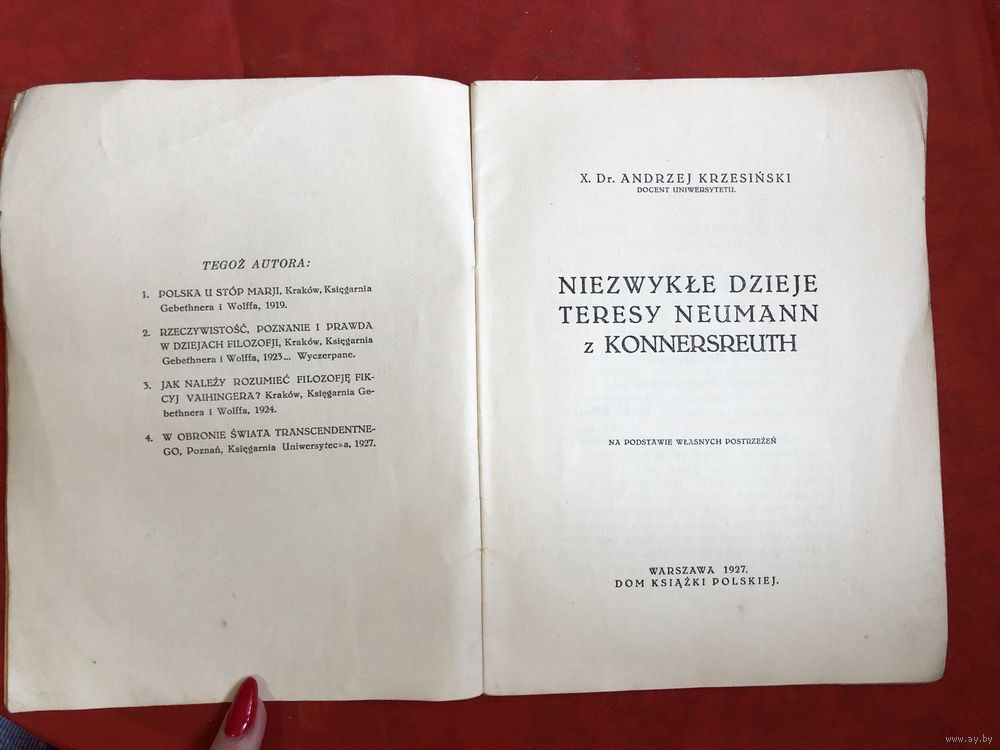 TEGOŻ AUTORA:
1. POLSKA U STÓP MARJI, Kraków, Księgarnia
Gebethnera i Wolffa, 1919.
2. RZECZYWISTOŚĆ, POZNANIE I PRAWDA
W DZIEJACH FILOZOFJI, Kraków, Księgarnia
Gebethnera i Wolffa, 1923... Wyczerpane.
3. JAK NALEŻY ROZUMIEĆ FILOZOFJĘ FIK-
CYJ VAIHINGERA? Kraków, Księgarnia Ge-
bethnera i Wolffa, 1924.
4. W OBRONIE ŚWIATA TRANSCENDENTNE-
GO, Poznań, Księgarnia Uniwersytecka, 1927.
X. Dr. ANDRZEJ KRZESIŃSKI
DOCENT UNIWERSYTETU.
NIEZWYKŁE DZIEJE
TERESY NEUMANN
z KONNERSREUTH
NA PODSTAWIE WŁASNYCH POSTRZEŻEŃ
WARSZAWA 1927.
DOM KSIĄŻKI POLSKIEJ.
www.ay.by